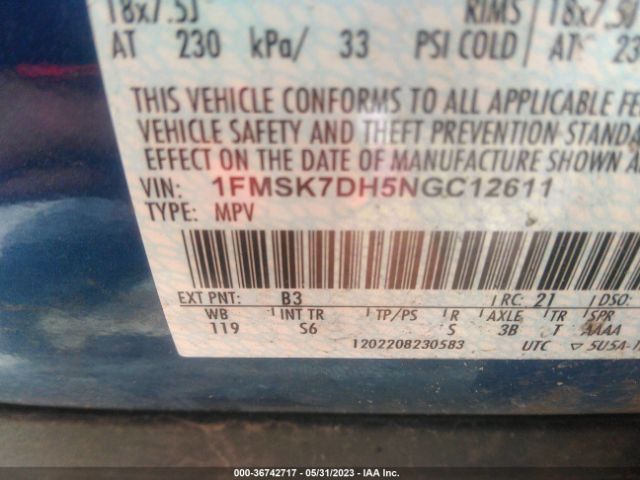 18x7.5J RIMS 18x7.50
AT 230 kPa/ 33 PSI COLD AT
THIS VEHICLE CONFORMS TO ALL APPLICABLE FE
VEHICLE SAFETY AND THEFT PREVENTION STANDA
EFFECT ON THE DATE OF MANUFACTURE SHOWN A
VIN: 1FMSK7DH5NGC12611
TYPE: MPV
EXT PNT: B3 RC: 21 DSO:
WB INT TR TP/PS R AXLE TR SPR
119 S6 S 3B T AAAA
1202208230583 UTC ▽ 5U5A-1
000-36742717 - 05/31/2023 - IAA Inc.